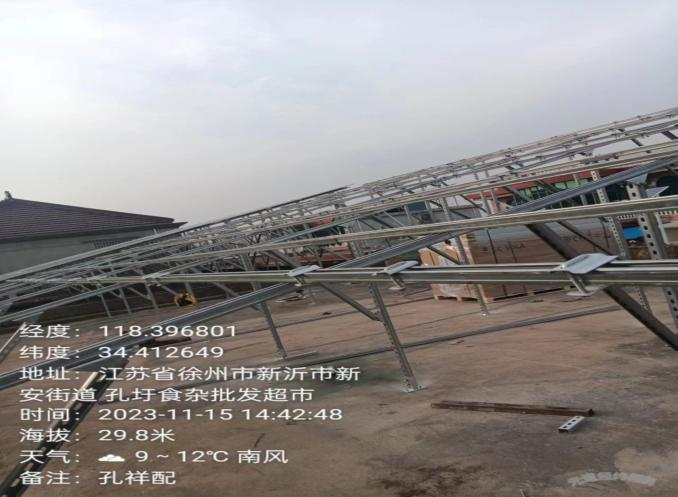 经度：118.396801
纬度：34.412649
地址：江苏省徐州市新沂市新
安街道 孔圩食杂批发超市
时间：2023-11-15 14:42:48
海拔：29.8米
天气：☁ 9～12℃ 南风
备注：孔祥配